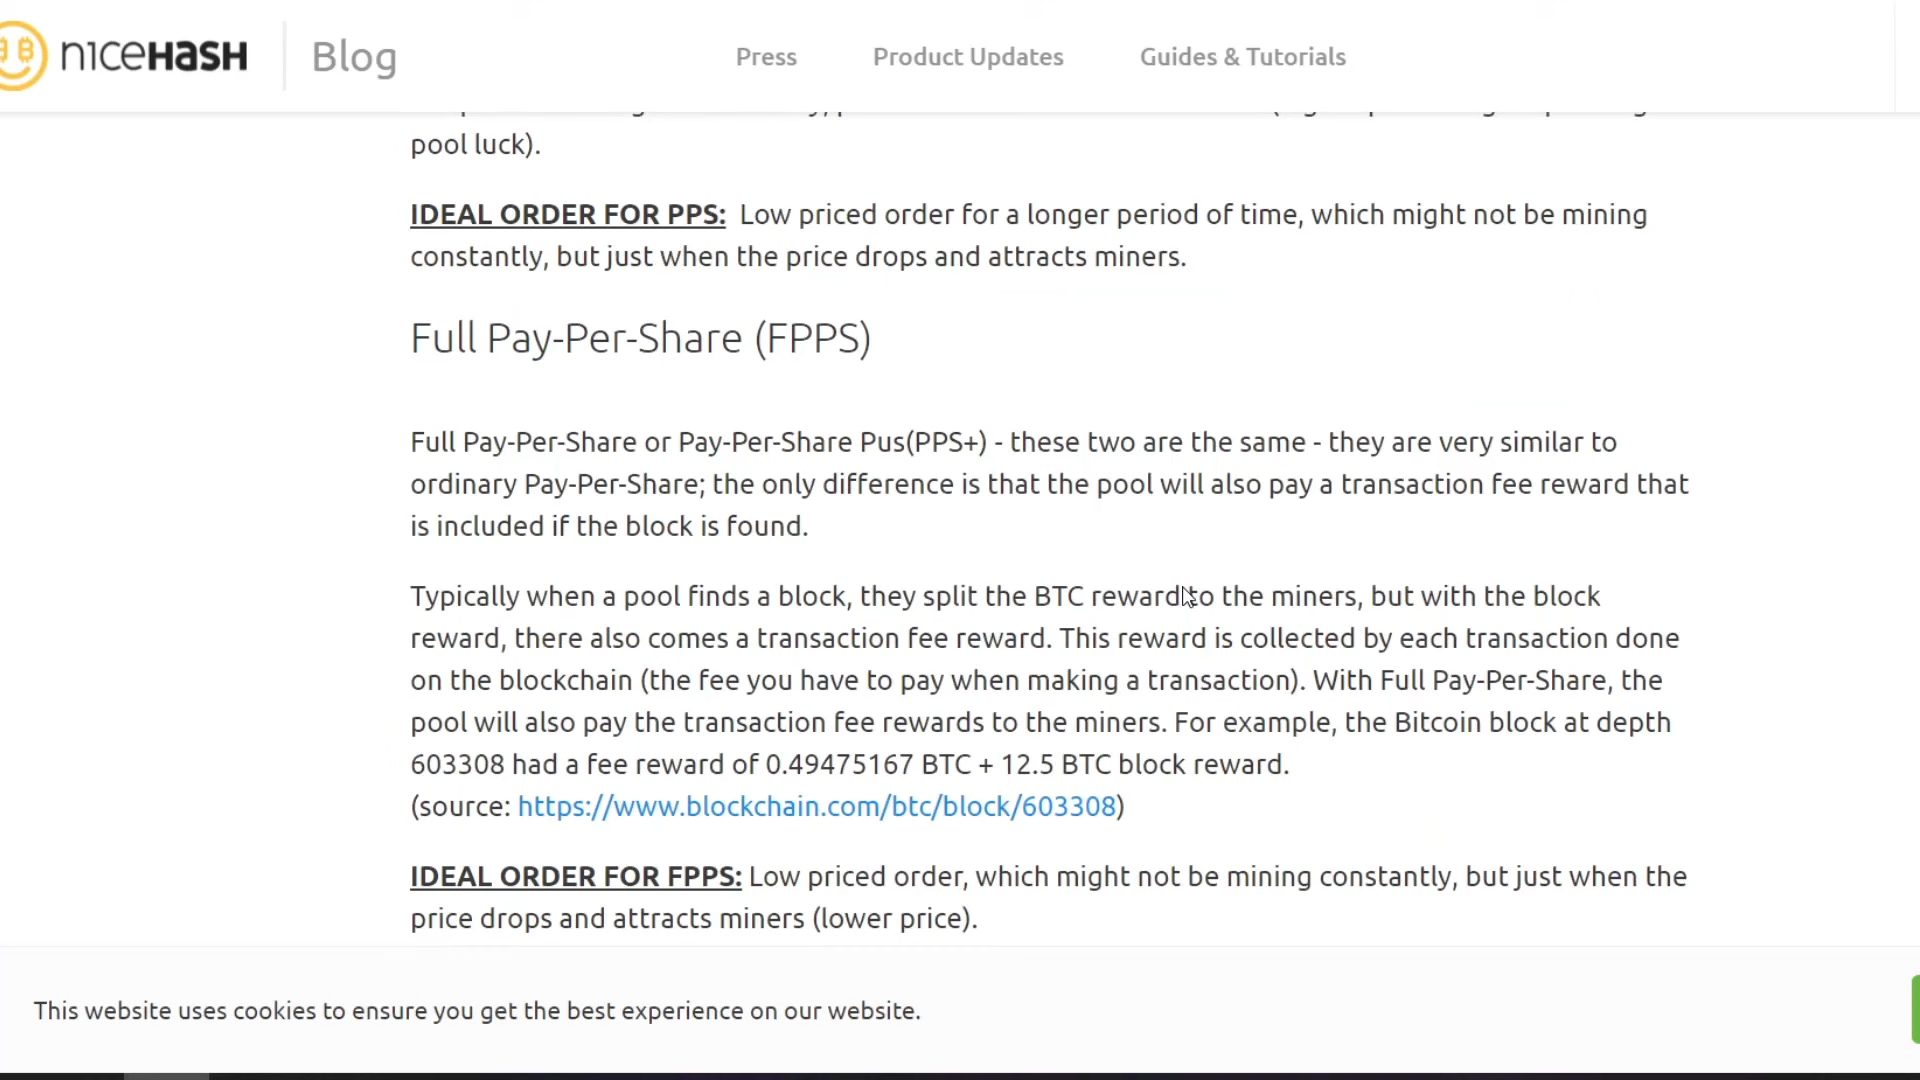 nıceHasH Blog Press Product Updates Guides & Tutorials
pool luck).
IDEAL ORDER FOR PPS: Low priced order for a longer period of time, which might not be mining
constantly, but just when the price drops and attracts miners.
Full Pay-Per-Share (FPPS)
Full Pay-Per-Share or Pay-Per-Share Pus(PPS+) - these two are the same - they are very similar to
ordinary Pay-Per-Share; the only difference is that the pool will also pay a transaction fee reward that
is included if the block is found.
Typically when a pool finds a block, they split the BTC reward to the miners, but with the block
reward, there also comes a transaction fee reward. This reward is collected by each transaction done
on the blockchain (the fee you have to pay when making a transaction). With Full Pay-Per-Share, the
pool will also pay the transaction fee rewards to the miners. For example, the Bitcoin block at depth
603308 had a fee reward of 0.49475167 BTC + 12.5 BTC block reward.
(source: https://www.blockchain.com/btc/block/603308)
IDEAL ORDER FOR FPPS: Low priced order, which might not be mining constantly, but just when the
price drops and attracts miners (lower price).
This website uses cookies to ensure you get the best experience on our website.